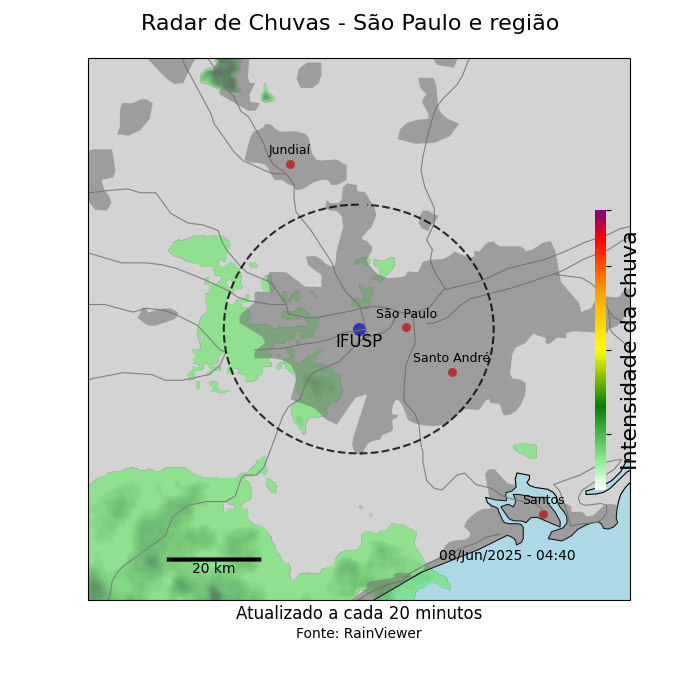 Radar de Chuvas - São Paulo e região
Jundiaí
São Paulo
IFUSP
Santo André
Intensidade da chuva
Santos
08/Jun/2025 - 04:40
20 km
Atualizado a cada 20 minutos
Fonte: RainViewer